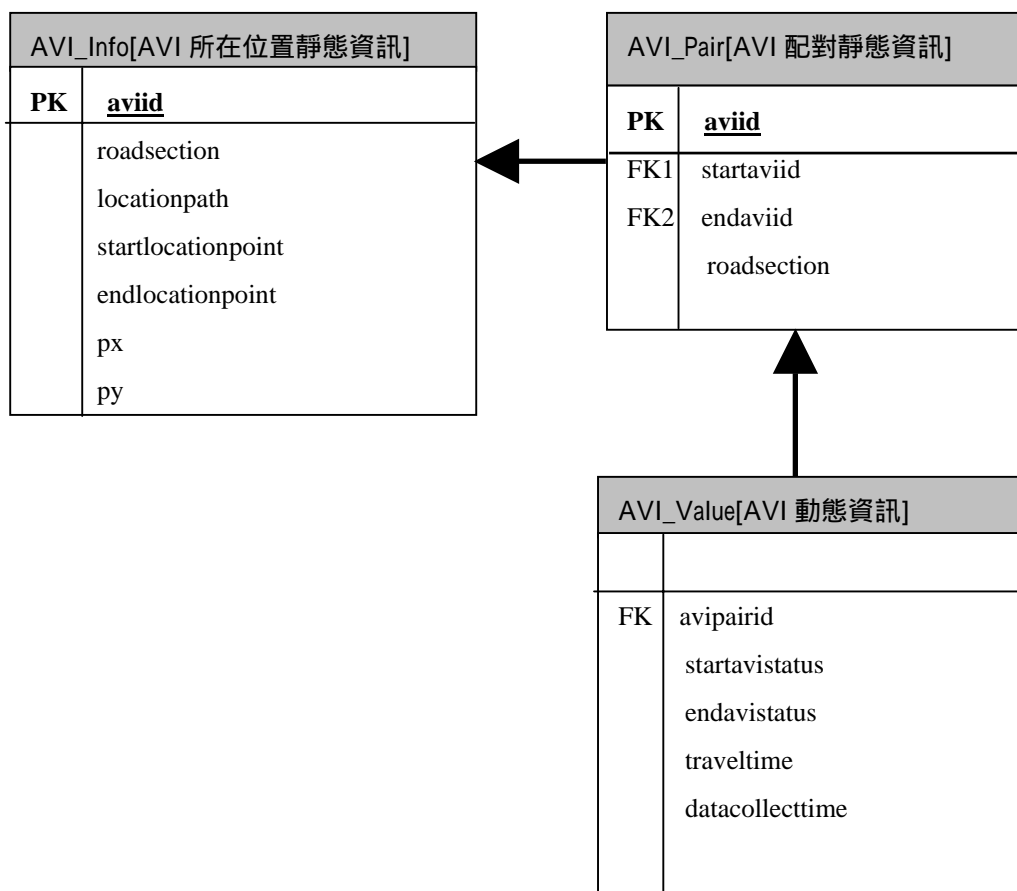 AVI_Info[AVI 所在位置靜態資訊]
PK aviid
roadsection
locationpath
startlocationpoint
endlocationpoint
px
py
AVI_Pair[AVI 配對靜態資訊]
PK aviid
FK1 startaviid
FK2 endaviid
roadsection
AVI_Value[AVI 動態資訊]
FK avipairid
startavistatus
endavistatus
traveltime
datacollecttime